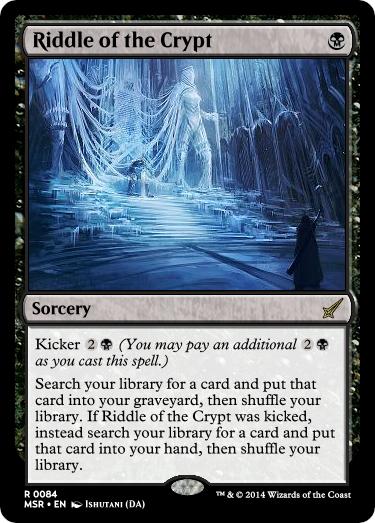 Riddle of the Crypt
Sorcery
Kicker 2 (You may pay an additional 2
as you cast this spell.)
Search your library for a card and put that
card into your graveyard, then shuffle your
library. If Riddle of the Crypt was kicked,
instead search your library for a card and put
that card into your hand, then shuffle your
library.
R 0084
MSR • EN Ishutani (DA)
™ & © 2014 Wizards of the Coast